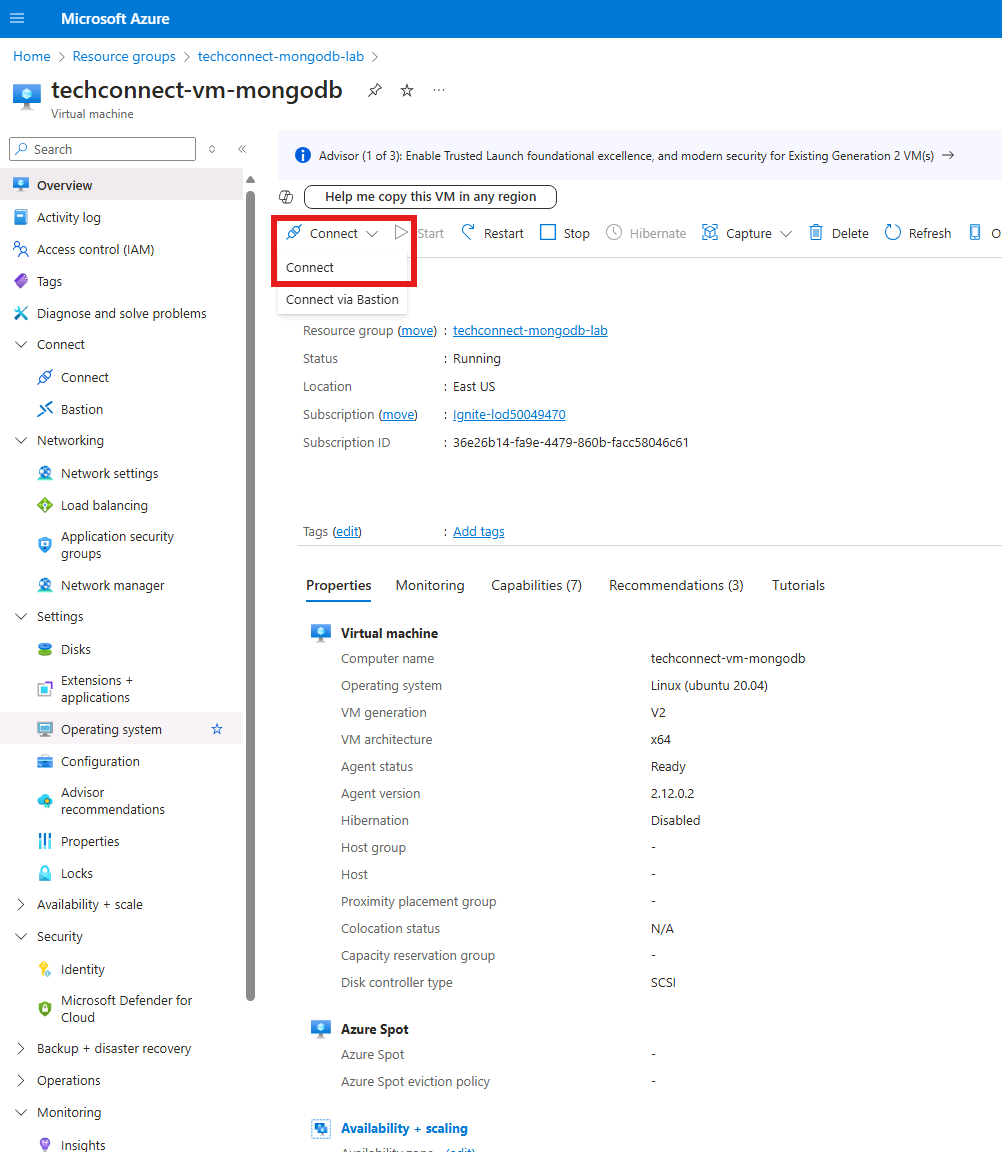 Microsoft Azure
Home > Resource groups > techconnect-mongodb-lab >
techconnect-vm-mongodb
Virtual machine
Search
Overview
Activity log
Access control (IAM)
Tags
Diagnose and solve problems
Connect
Connect
Bastion
Networking
Network settings
Load balancing
Application security
groups
Network manager
Settings
Disks
Extensions +
applications
Operating system
Configuration
Advisor
recommendations
Properties
Locks
Availability + scale
Security
Identity
Microsoft Defender for
Cloud
Backup + disaster recovery
Operations
Monitoring
Insights
Advisor (1 of 3): Enable Trusted Launch foundational excellence, and modern security for Existing Generation 2 VM(s) →
Help me copy this VM in any region
Connect Start Restart Stop Hibernate Capture Delete Refresh O
Connect
Connect via Bastion
Resource group (move) : techconnect-mongodb-lab
Status : Running
Location : East US
Subscription (move) : Ignite-lod50049470
Subscription ID : 36e26b14-fa9e-4479-860b-facc58046c61
Tags (edit) : Add tags
Properties Monitoring Capabilities (7) Recommendations (3) Tutorials
Virtual machine
Computer name techconnect-vm-mongodb
Operating system Linux (ubuntu 20.04)
VM generation V2
VM architecture x64
Agent status Ready
Agent version 2.12.0.2
Hibernation Disabled
Host group -
Host -
Proximity placement group -
Colocation status N/A
Capacity reservation group -
Disk controller type SCSI
Azure Spot
Azure Spot -
Azure Spot eviction policy -
Availability + scaling